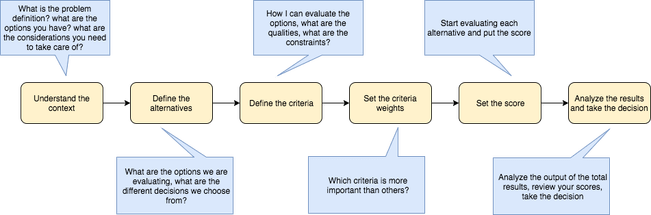 What is the problem
definition? what are the
options you have? what are
the considerations you need
to take care of?
How I can evaluate the
options, what are the
qualities, what are the
constraints?
Start evaluating each
alternative and put the score
Understand the
context
Define the
alternatives
Define the criteria
Set the criteria
weights
Set the score
Analyze the results
and take the decision
What are the options we are
evaluating, what are the
different decisions we choose
from?
Which criteria is more
important than others?
Analyze the output of the total
results, review your scores,
take the decision